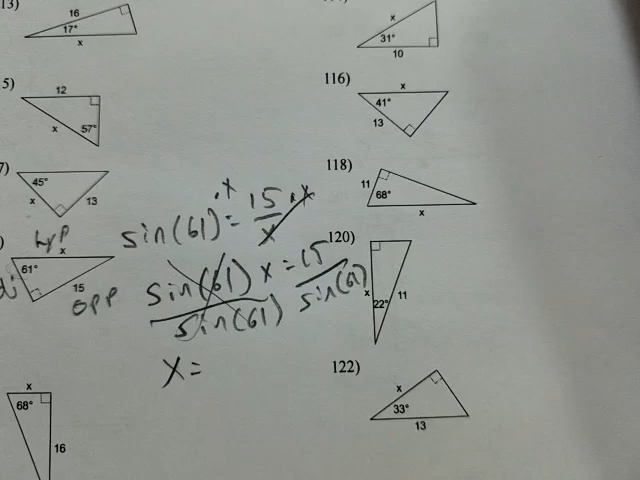 13)
16
17°
x
x
31°
10
5)
12
x
57°
116)
x
41°
13
7)
45°
x
13
118)
11
68°
x
sin(61) = 15/x
· x
· x
)
hyp
x
61°
15
opp
sin(61) x = 15
sin(61)
sin(61)
x =
120)
x
22°
11
x
68°
16
122)
x
33°
13